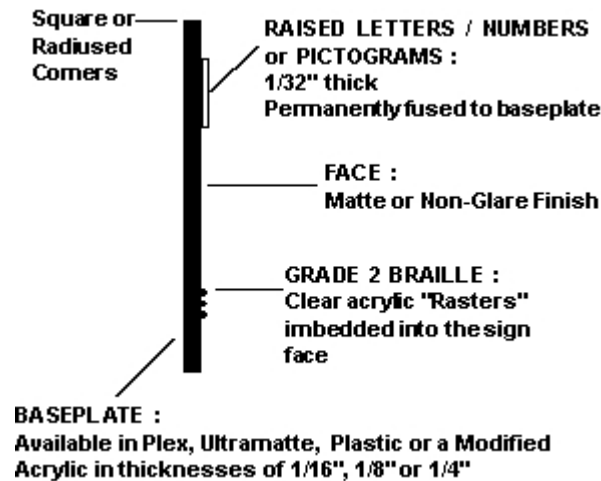 Square or
Radiused
Corners
RAISED LETTERS / NUMBERS
or PICTOGRAMS :
1/32" thick
Permanently fused to baseplate
FACE :
Matte or Non-Glare Finish
GRADE 2 BRAILLE :
Clear acrylic "Rasters"
imbedded into the sign
face
BASEPLATE :
Available in Plex, Ultramatte, Plastic or a Modified
Acrylic in thicknesses of 1/16", 1/8" or 1/4"